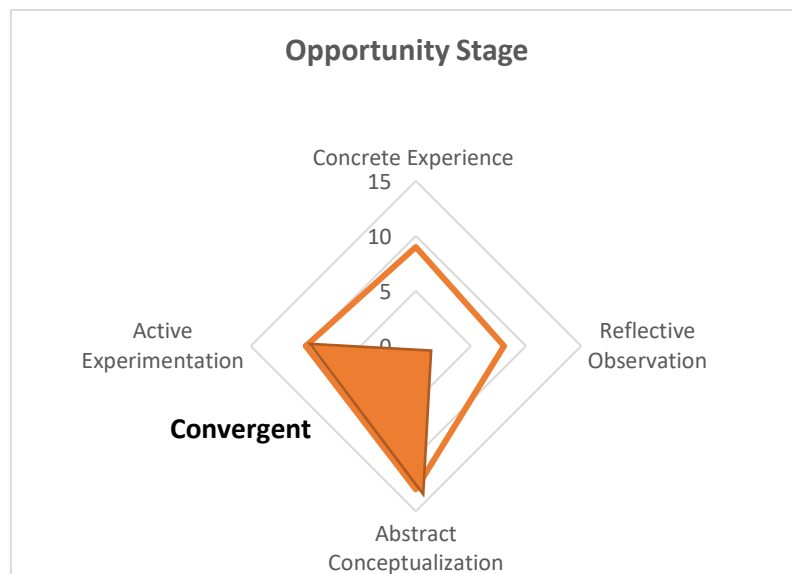 Opportunity Stage
Concrete Experience
15
10
5
0
Active
Experimentation
Reflective
Observation
Convergent
Abstract
Conceptualization